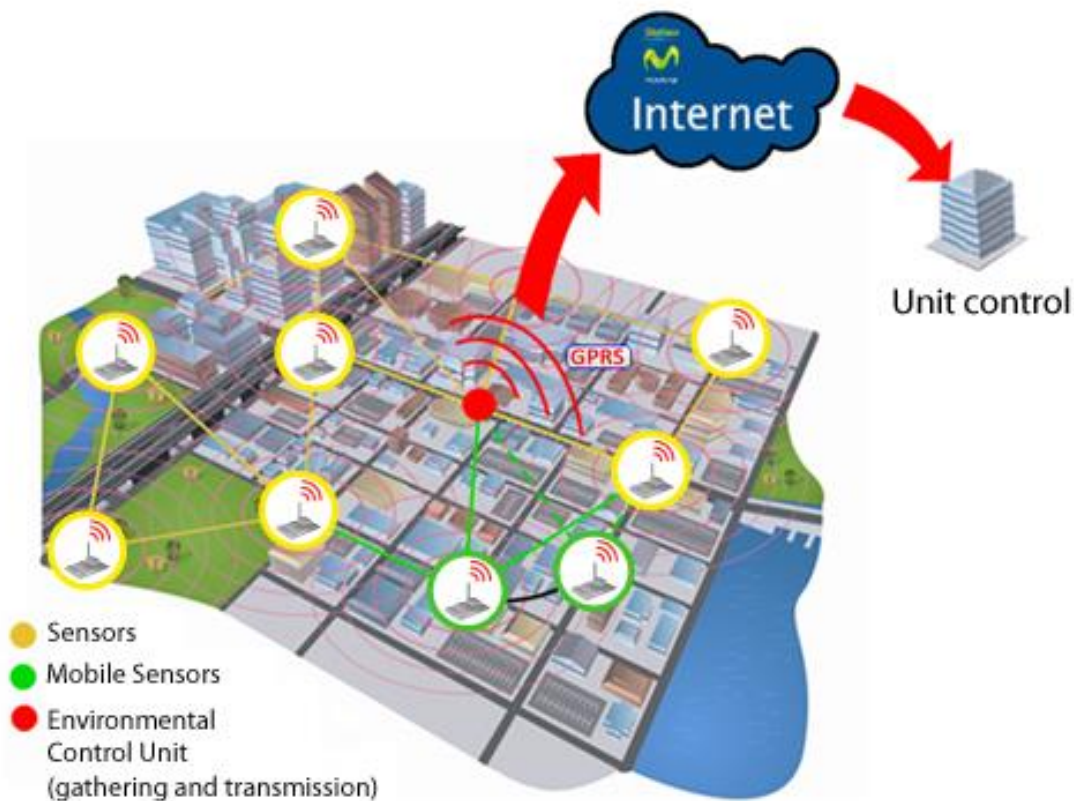 Internet
Unit control
GPRS
Sensors
Mobile Sensors
Environmental
Control Unit
(gathering and transmission)